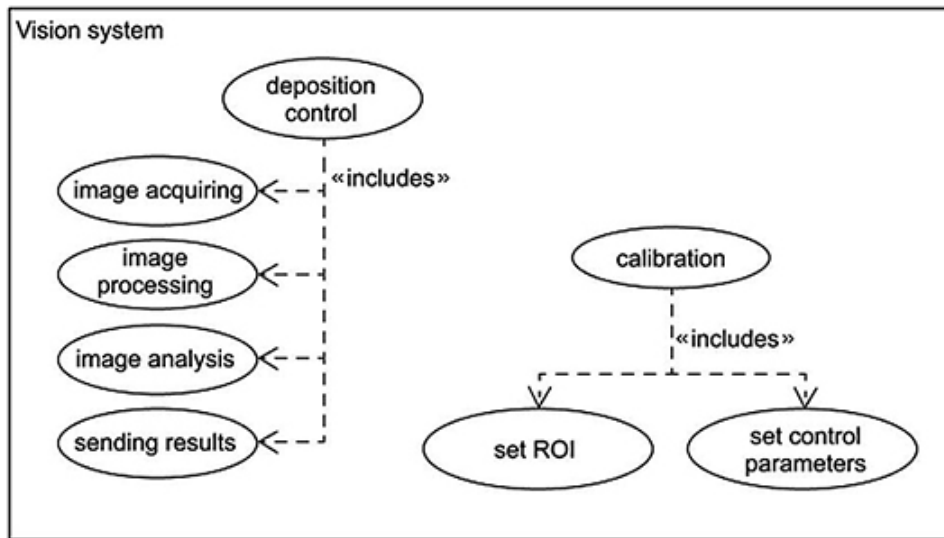 Vision system
deposition
control
«includes»
image acquiring
image
processing
image analysis
sending results
calibration
«includes»
set ROI
set control
parameters